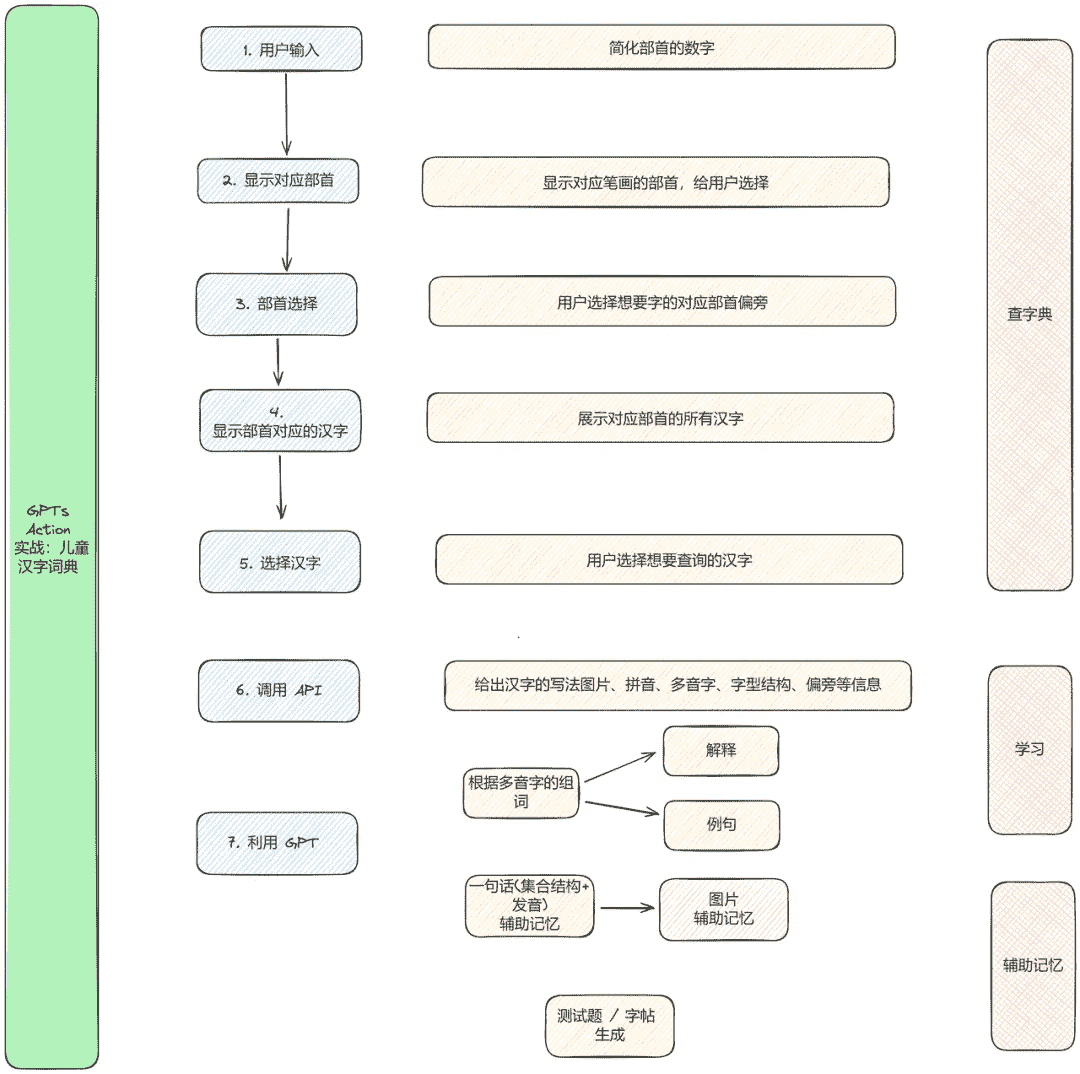 GPTs
Action
实战：儿童
汉字词典
1. 用户输入
简化部首的数字
2. 显示对应部首
显示对应笔画的部首，给用户选择
3. 部首选择
用户选择想要字的对应部首偏旁
4.
显示部首对应的汉字
展示对应部首的所有汉字
5. 选择汉字
用户选择想要查询的汉字
查字典
6. 调用 API
给出汉字的写法图片、拼音、多音字、字型结构、偏旁等信息
7. 利用 GPT
根据多音字的组
词
解释
例句
学习
一句话(集合结构+
发音)
辅助记忆
图片
辅助记忆
测试题 / 字帖
生成
辅助记忆